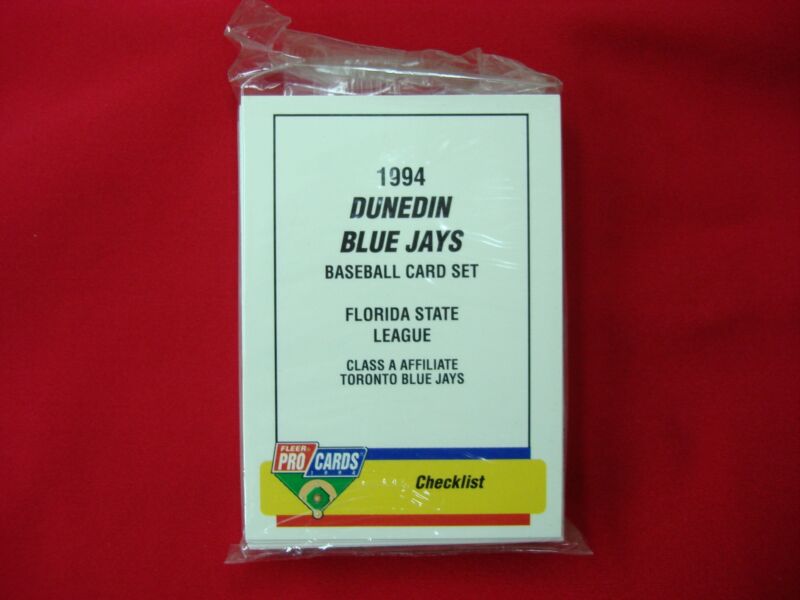 1994
DUNEDIN
BLUE JAYS
BASEBALL CARD SET
FLORIDA STATE
LEAGUE
CLASS A AFFILIATE
TORONTO BLUE JAYS
FLEER
PRO CARDS
1994
Checklist